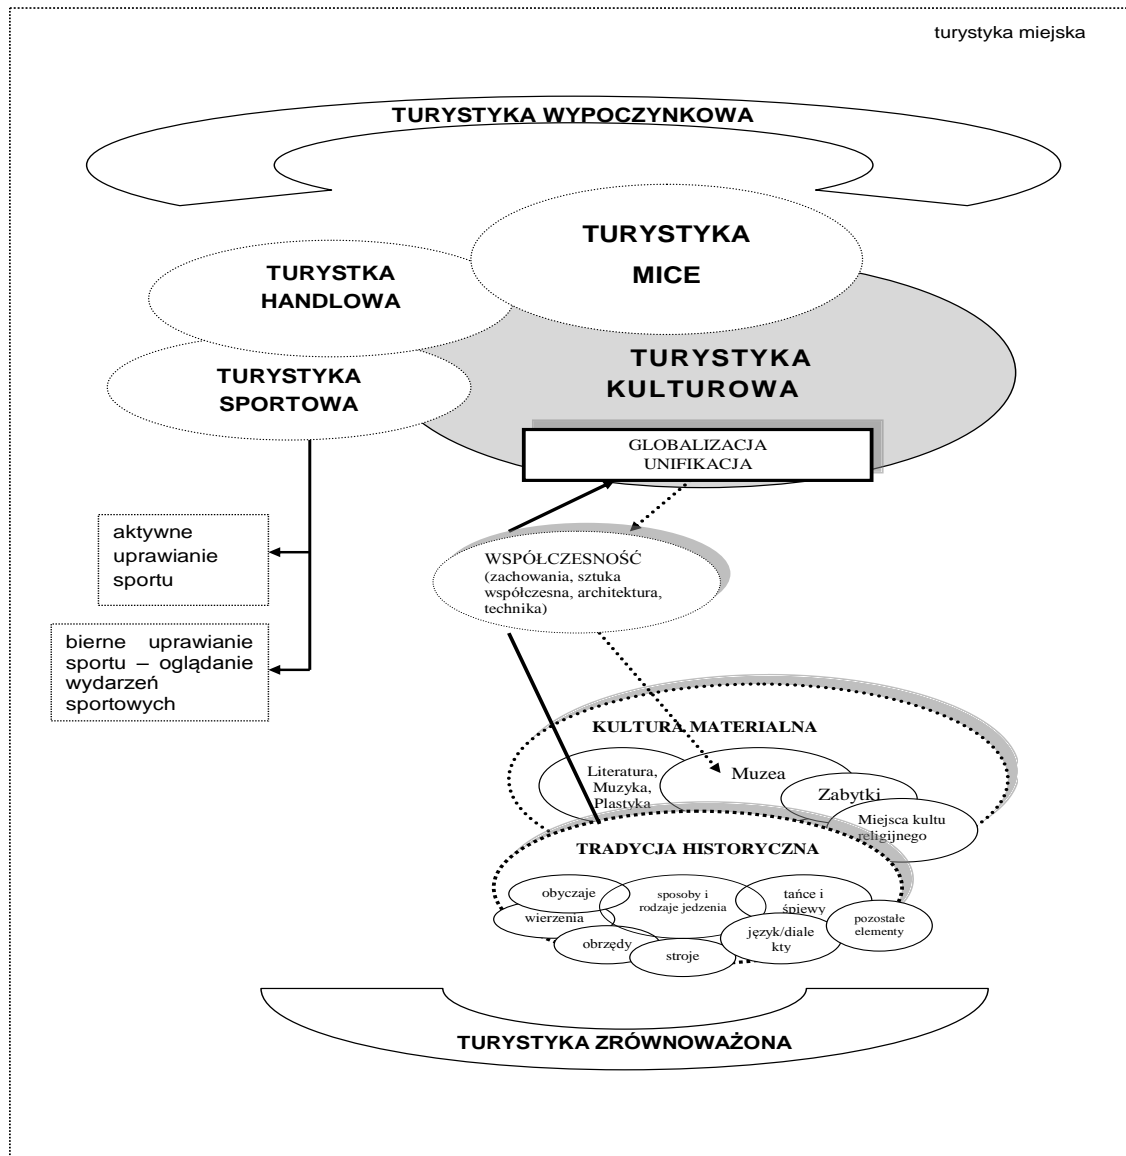 turystyka miejska
TURYSTYKA WYPOCZYNKOWA
TURYSTYKA
MICE
TURYSTKA
HANDLOWA
TURYSTYKA
KULTUROWA
TURYSTYKA
SPORTOWA
GLOBALIZACJA
UNIFIKACJA
aktywne
uprawianie
sportu
WSPÓŁCZESNOŚĆ
(zachowania, sztuka
współczesna, architektura,
technika)
bierne uprawianie
sportu – oglądanie
wydarzeń
sportowych
KULTURA MATERIALNA
Literatura,
Muzyka,
Plastyka
Muzea
Zabytki
Miejsca kultu
religijnego
TRADYCJA HISTORYCZNA
obyczaje
sposoby i
rodzaje jedzenia
tańce i
śpiewy
wierzenia
obrzędy
stroje
język/diale
kty
pozostałe
elementy
TURYSTYKA ZRÓWNOWAŻONA